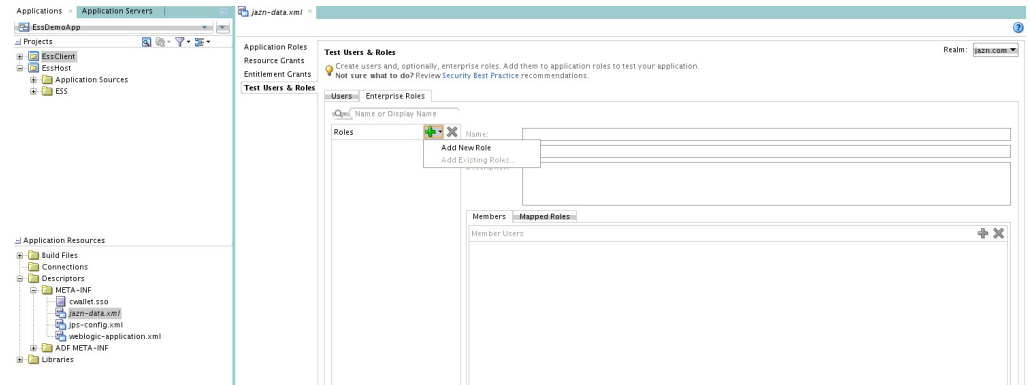 Applications
Application Servers
EssDemoApp
Projects
EssClient
EssHost
Application Sources
ESS
Application Resources
Build Files
Connections
Descriptors
META-INF
cwallet.sso
jazn-data.xml
jps-config.xml
weblogic-application.xml
ADF META-INF
Libraries
jazn-data.xml
Application Roles
Resource Grants
Entitlement Grants
Test Users & Roles
Test Users & Roles
Realm: jazn.com
Create users and, optionally, enterprise roles. Add them to application roles to test your application.
Not sure what to do? Review Security Best Practice recommendations.
Users Enterprise Roles
Name or Display Name
Roles
Name:
Add New Role
Add Existing Roles...
Members Mapped Roles
Member Users